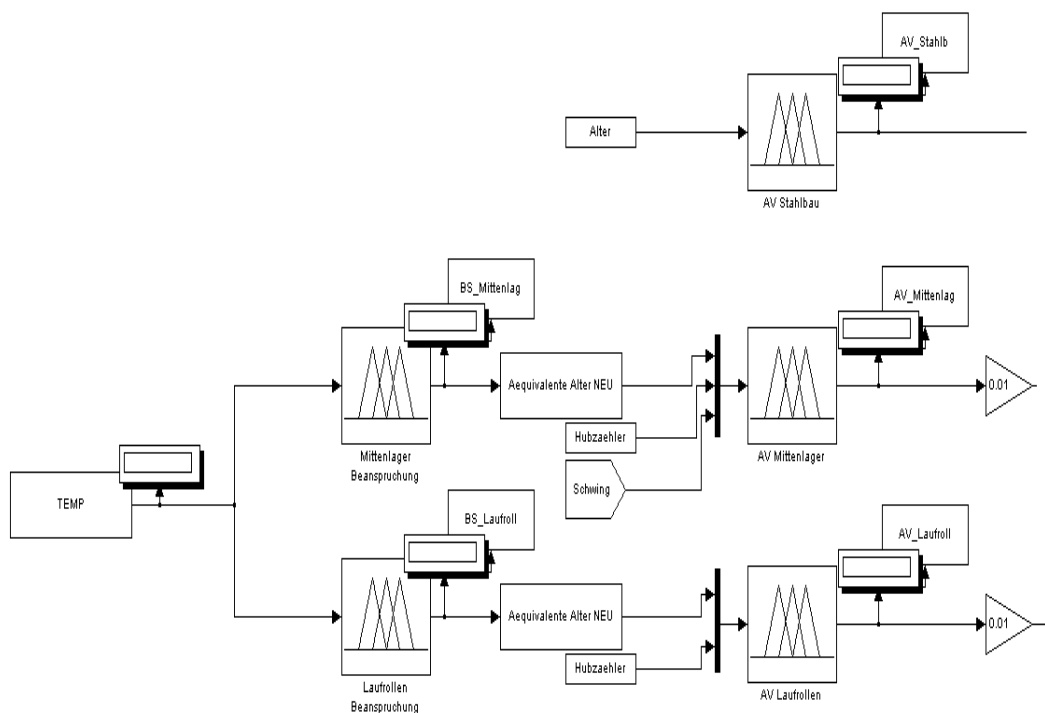 AV_Stahlb
Alter
AV Stahlbau
BS_Mittenlag
AV_Mittenlag
Aequivalente Alter NEU
0.01
Hubzaehler
Mittenlager
Beanspruchung
AV Mittenlager
Schwing
TEMP
BS_Laufroll
AV_Laufroll
Aequivalente Alter NEU
0.01
Hubzaehler
Laufrollen
Beanspruchung
AV Laufrollen